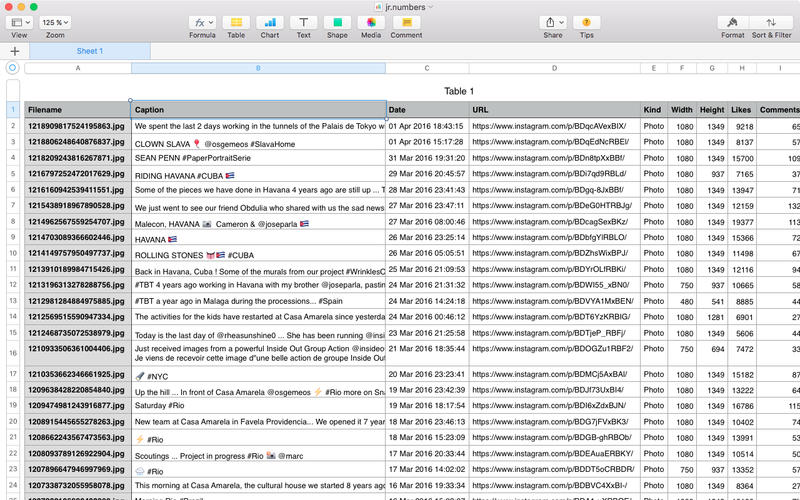 jr.numbers
125 %
View Zoom Formula Table Chart Text Shape Media Comment Share Tips Format Sort & Filter
Sheet 1
A B C D E F G H I
Table 1
1 Filename Caption Date URL Kind Width Height Likes Comments
2 1218909817524195863.jpg We spent the last 2 days working in the tunnels of the Palais de Tokyo w 01 Apr 2016 18:43:15 https://www.instagram.com/p/BDqcAVexBIX/ Photo 1080 1349 9218 65
3 1218806248640876837.jpg CLOWN SLAVA 🎈 @osgemeos #SlavaHome 01 Apr 2016 15:17:28 https://www.instagram.com/p/BDqEdNcRBEl/ Photo 1080 1349 8137 57
4 1218209243816267871.jpg SEAN PENN #PaperPortraitSerie 31 Mar 2016 19:31:20 https://www.instagram.com/p/BDn8tpXxBBf/ Photo 1080 1349 15700 109
5 1216797252472017629.jpg RIDING HAVANA #CUBA 🇨🇺 29 Mar 2016 20:45:57 https://www.instagram.com/p/BDi7qd9RBLd/ Photo 1080 937 7165 37
6 1216160942539411551.jpg Some of the pieces we have done in Havana 4 years ago are still up ... T 28 Mar 2016 23:41:43 https://www.instagram.com/p/BDgq-8JxBBf/ Photo 1080 1349 13947 71
7 1215438918967890528.jpg We just went to see our friend Obdulia who shared with us the sad news 27 Mar 2016 23:47:11 https://www.instagram.com/p/BDeG0HTRBJg/ Photo 1080 1349 12159 132
8 1214962567559254707.jpg Malecon, HAVANA 📷 Cameron & @joseparla 🇨🇺 27 Mar 2016 08:00:46 https://www.instagram.com/p/BDcagSexBKz/ Photo 1080 1349 19377 113
9 1214703089366602446.jpg HAVANA 🇨🇺 26 Mar 2016 23:25:14 https://www.instagram.com/p/BDbfgYlRBLO/ Photo 1080 1349 15366 72
10 1214149757950497737.jpg ROLLING STONES 🇨🇺 #CUBA 26 Mar 2016 05:05:51 https://www.instagram.com/p/BDZhsWixBPJ/ Photo 1080 1349 11498 67
11 1213910189984715426.jpg Back in Havana, Cuba ! Some of the murals from our project #WrinklesC 25 Mar 2016 21:09:53 https://www.instagram.com/p/BDYrOLfRBKi/ Photo 1080 1349 12116 94
12 1213196313278288756.jpg #TBT 4 years ago working in Havana with my brother @joseparla, pastin 24 Mar 2016 21:31:32 https://www.instagram.com/p/BDWI55_xBN0/ Photo 750 937 10665 58
13 1212981284884975885.jpg #TBT a year ago in Malaga during the processions... #Spain 24 Mar 2016 14:24:18 https://www.instagram.com/p/BDVYA1MxBEN/ Photo 480 541 8885 44
14 1212569515590947334.jpg The activities for the kids have restarted at Casa Amarela since yesterda 24 Mar 2016 00:46:12 https://www.instagram.com/p/BDT6YzKRBIG/ Photo 1080 1281 6901 27
15 1212468735072538979.jpg Today is the last day of @rheasunshine0 ... She has been running @insi 23 Mar 2016 21:25:58 https://www.instagram.com/p/BDTjeP_RBFj/ Photo 1080 1349 5606 44
16 1210933506361004406.jpg Just received images from a powerful Inside Out Group Action @insideo 21 Mar 2016 18:35:44 https://www.instagram.com/p/BDOGZu1RBF2/ Photo 750 694 7472 33
Je viens de recevoir cette image d"une belle action de groupe Inside Out
17 1210353662346661925.jpg 🚀 #NYC 20 Mar 2016 23:23:41 https://www.instagram.com/p/BDMCj5AxBAl/ Photo 1080 1349 15182 87
18 1209638428220854840.jpg Up the hill ... In front of Casa Amarela @osgemeos ⚡ #Rio more on Sna 19 Mar 2016 23:42:39 https://www.instagram.com/p/BDJf73UxBI4/ Photo 1080 1349 13222 64
19 1209474981243916877.jpg Saturday #Rio 19 Mar 2016 18:17:54 https://www.instagram.com/p/BDI6xZdxBJN/ Photo 1080 1349 16786 115
20 1208915445655278263.jpg New team at Casa Amarela in Favela Providencia... We opened it 7 year 18 Mar 2016 23:46:13 https://www.instagram.com/p/BDG7jFVxBK3/ Photo 1080 1349 10402 74
21 1208662243567473563.jpg ⚡ #Rio 18 Mar 2016 15:23:09 https://www.instagram.com/p/BDGB-ghRBOb/ Photo 1080 1349 13991 53
22 1208093789126922904.jpg Scoutings ... Project in progress #Rio 📸 @marc 17 Mar 2016 20:33:44 https://www.instagram.com/p/BDEAuaERBKY/ Photo 1080 1349 10514 50
23 1207896647946997969.jpg 🌧 #Rio 17 Mar 2016 14:02:02 https://www.instagram.com/p/BDDT5oCRBDR/ Photo 750 937 13352 57
24 1207338732055958078.jpg This morning at Casa Amarela, the cultural house we started 8 years ago 16 Mar 2016 19:33:34 https://www.instagram.com/p/BDBVC4XxBI-/ Photo 1080 1349 8364 60